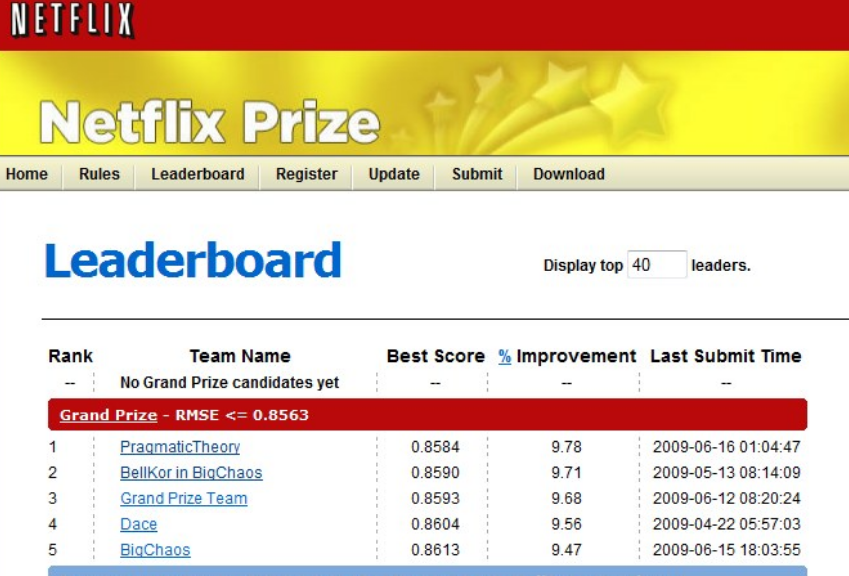 NETFLIX
Netflix Prize
Home Rules Leaderboard Register Update Submit Download
Leaderboard
Display top 40 leaders.
Rank Team Name Best Score % Improvement Last Submit Time
-- No Grand Prize candidates yet -- -- --
Grand Prize - RMSE <= 0.8563
1 PragmaticTheory 0.8584 9.78 2009-06-16 01:04:47
2 BellKor in BigChaos 0.8590 9.71 2009-05-13 08:14:09
3 Grand Prize Team 0.8593 9.68 2009-06-12 08:20:24
4 Dace 0.8604 9.56 2009-04-22 05:57:03
5 BigChaos 0.8613 9.47 2009-06-15 18:03:55